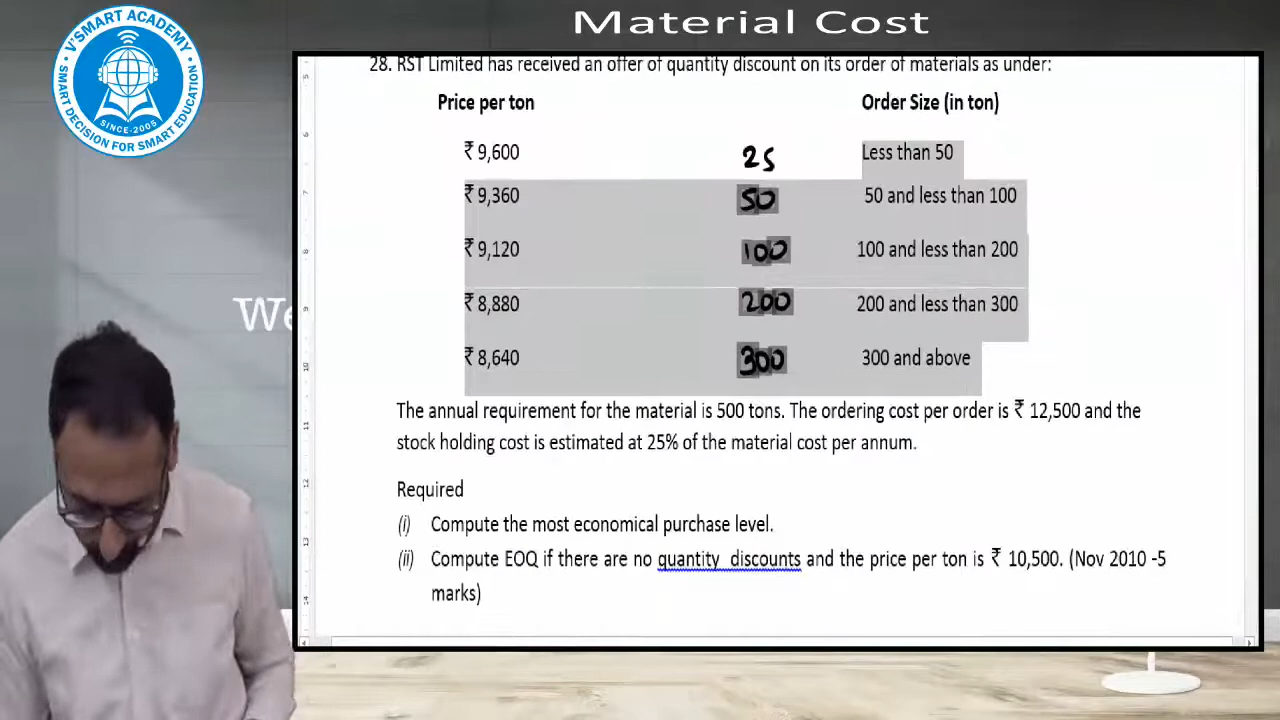 Material Cost
V'SMART ACADEMY
SMART DECISION FOR SMART EDUCATION
SINCE-2005
We
28. RST Limited has received an offer of quantity discount on its order of materials as under:
Price per ton Order Size (in ton)
₹ 9,600 25 Less than 50
₹ 9,360 50 50 and less than 100
₹ 9,120 100 100 and less than 200
₹ 8,880 200 200 and less than 300
₹ 8,640 300 300 and above
The annual requirement for the material is 500 tons. The ordering cost per order is ₹ 12,500 and the
stock holding cost is estimated at 25% of the material cost per annum.
Required
(i) Compute the most economical purchase level.
(ii) Compute EOQ if there are no quantity discounts and the price per ton is ₹ 10,500. (Nov 2010 -5
marks)